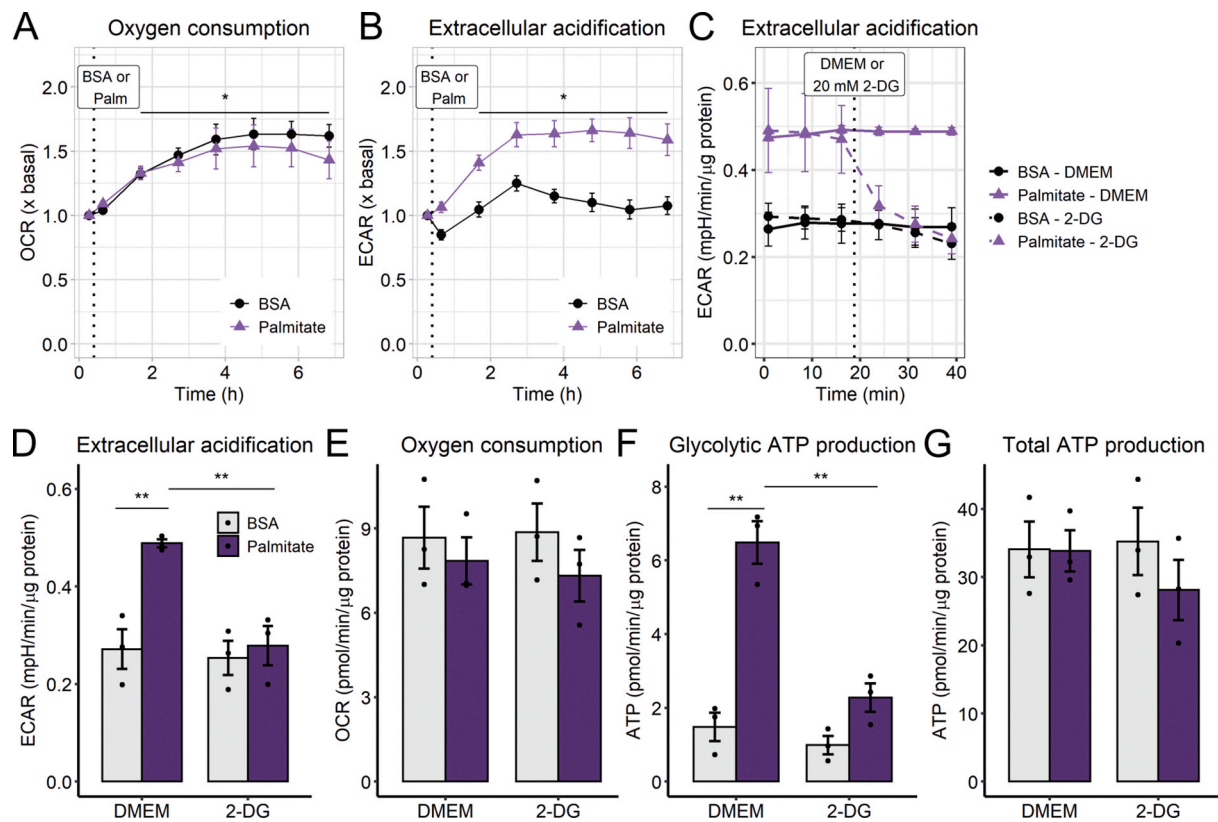 A Oxygen consumption
OCR (x basal)
2.0
1.5
1.0
0.5
0.0
BSA or
Palm
*
BSA
Palmitate
0 2 4 6
Time (h)
B Extracellular acidification
ECAR (x basal)
2.0
1.5
1.0
0.5
0.0
BSA or
Palm
*
BSA
Palmitate
0 2 4 6
Time (h)
C Extracellular acidification
ECAR (mpH/min/μg protein)
0.6
0.4
0.2
0.0
DMEM or
20 mM 2-DG
0 10 20 30 40
Time (min)
BSA - DMEM
Palmitate - DMEM
BSA - 2-DG
Palmitate - 2-DG
D Extracellular acidification
ECAR (mpH/min/μg protein)
0.6
0.4
0.2
0.0
**
**
BSA
Palmitate
DMEM 2-DG
E Oxygen consumption
OCR (pmol/min/μg protein)
9
6
3
0
DMEM 2-DG
F Glycolytic ATP production
ATP (pmol/min/μg protein)
8
6
4
2
0
**
**
DMEM 2-DG
G Total ATP production
ATP (pmol/min/μg protein)
40
30
20
10
0
DMEM 2-DG